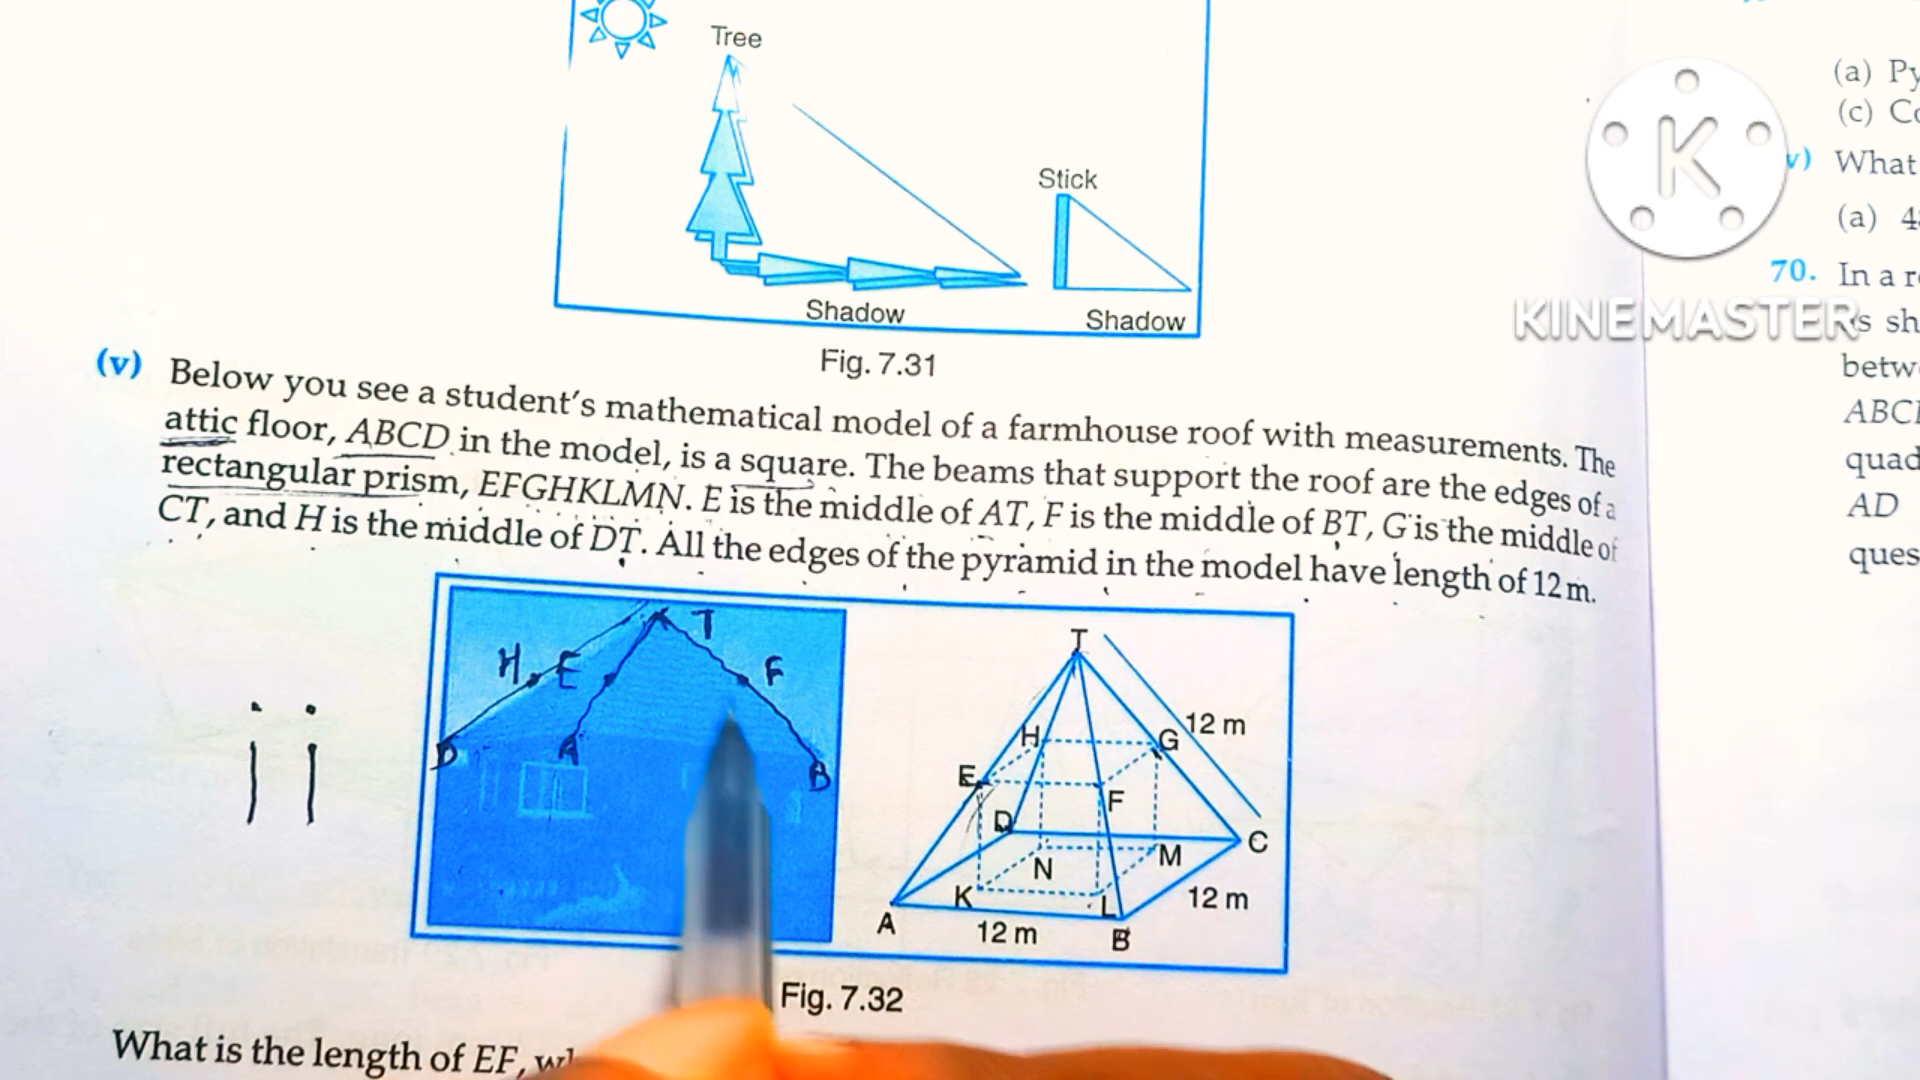 Tree
Stick
Shadow
Shadow
Fig. 7.31
(v) Below you see a student's mathematical model of a farmhouse roof with measurements. The
attic floor, ABCD in the model, is a square. The beams that support the roof are the edges of a
rectangular prism, EFGHKLMN. E is the middle of AT, F is the middle of BT, G is the middle of
CT, and H is the middle of DT. All the edges of the pyramid in the model have length of 12 m.
T
H E F
D A B
T
12 m
H G
E F
D C
N M
K L 12 m
A 12 m B
Fig. 7.32
What is the length of EF,
K
KINEMASTER
(a)
(c)
v) What
(a)
70. In a
sh
ABC
AD